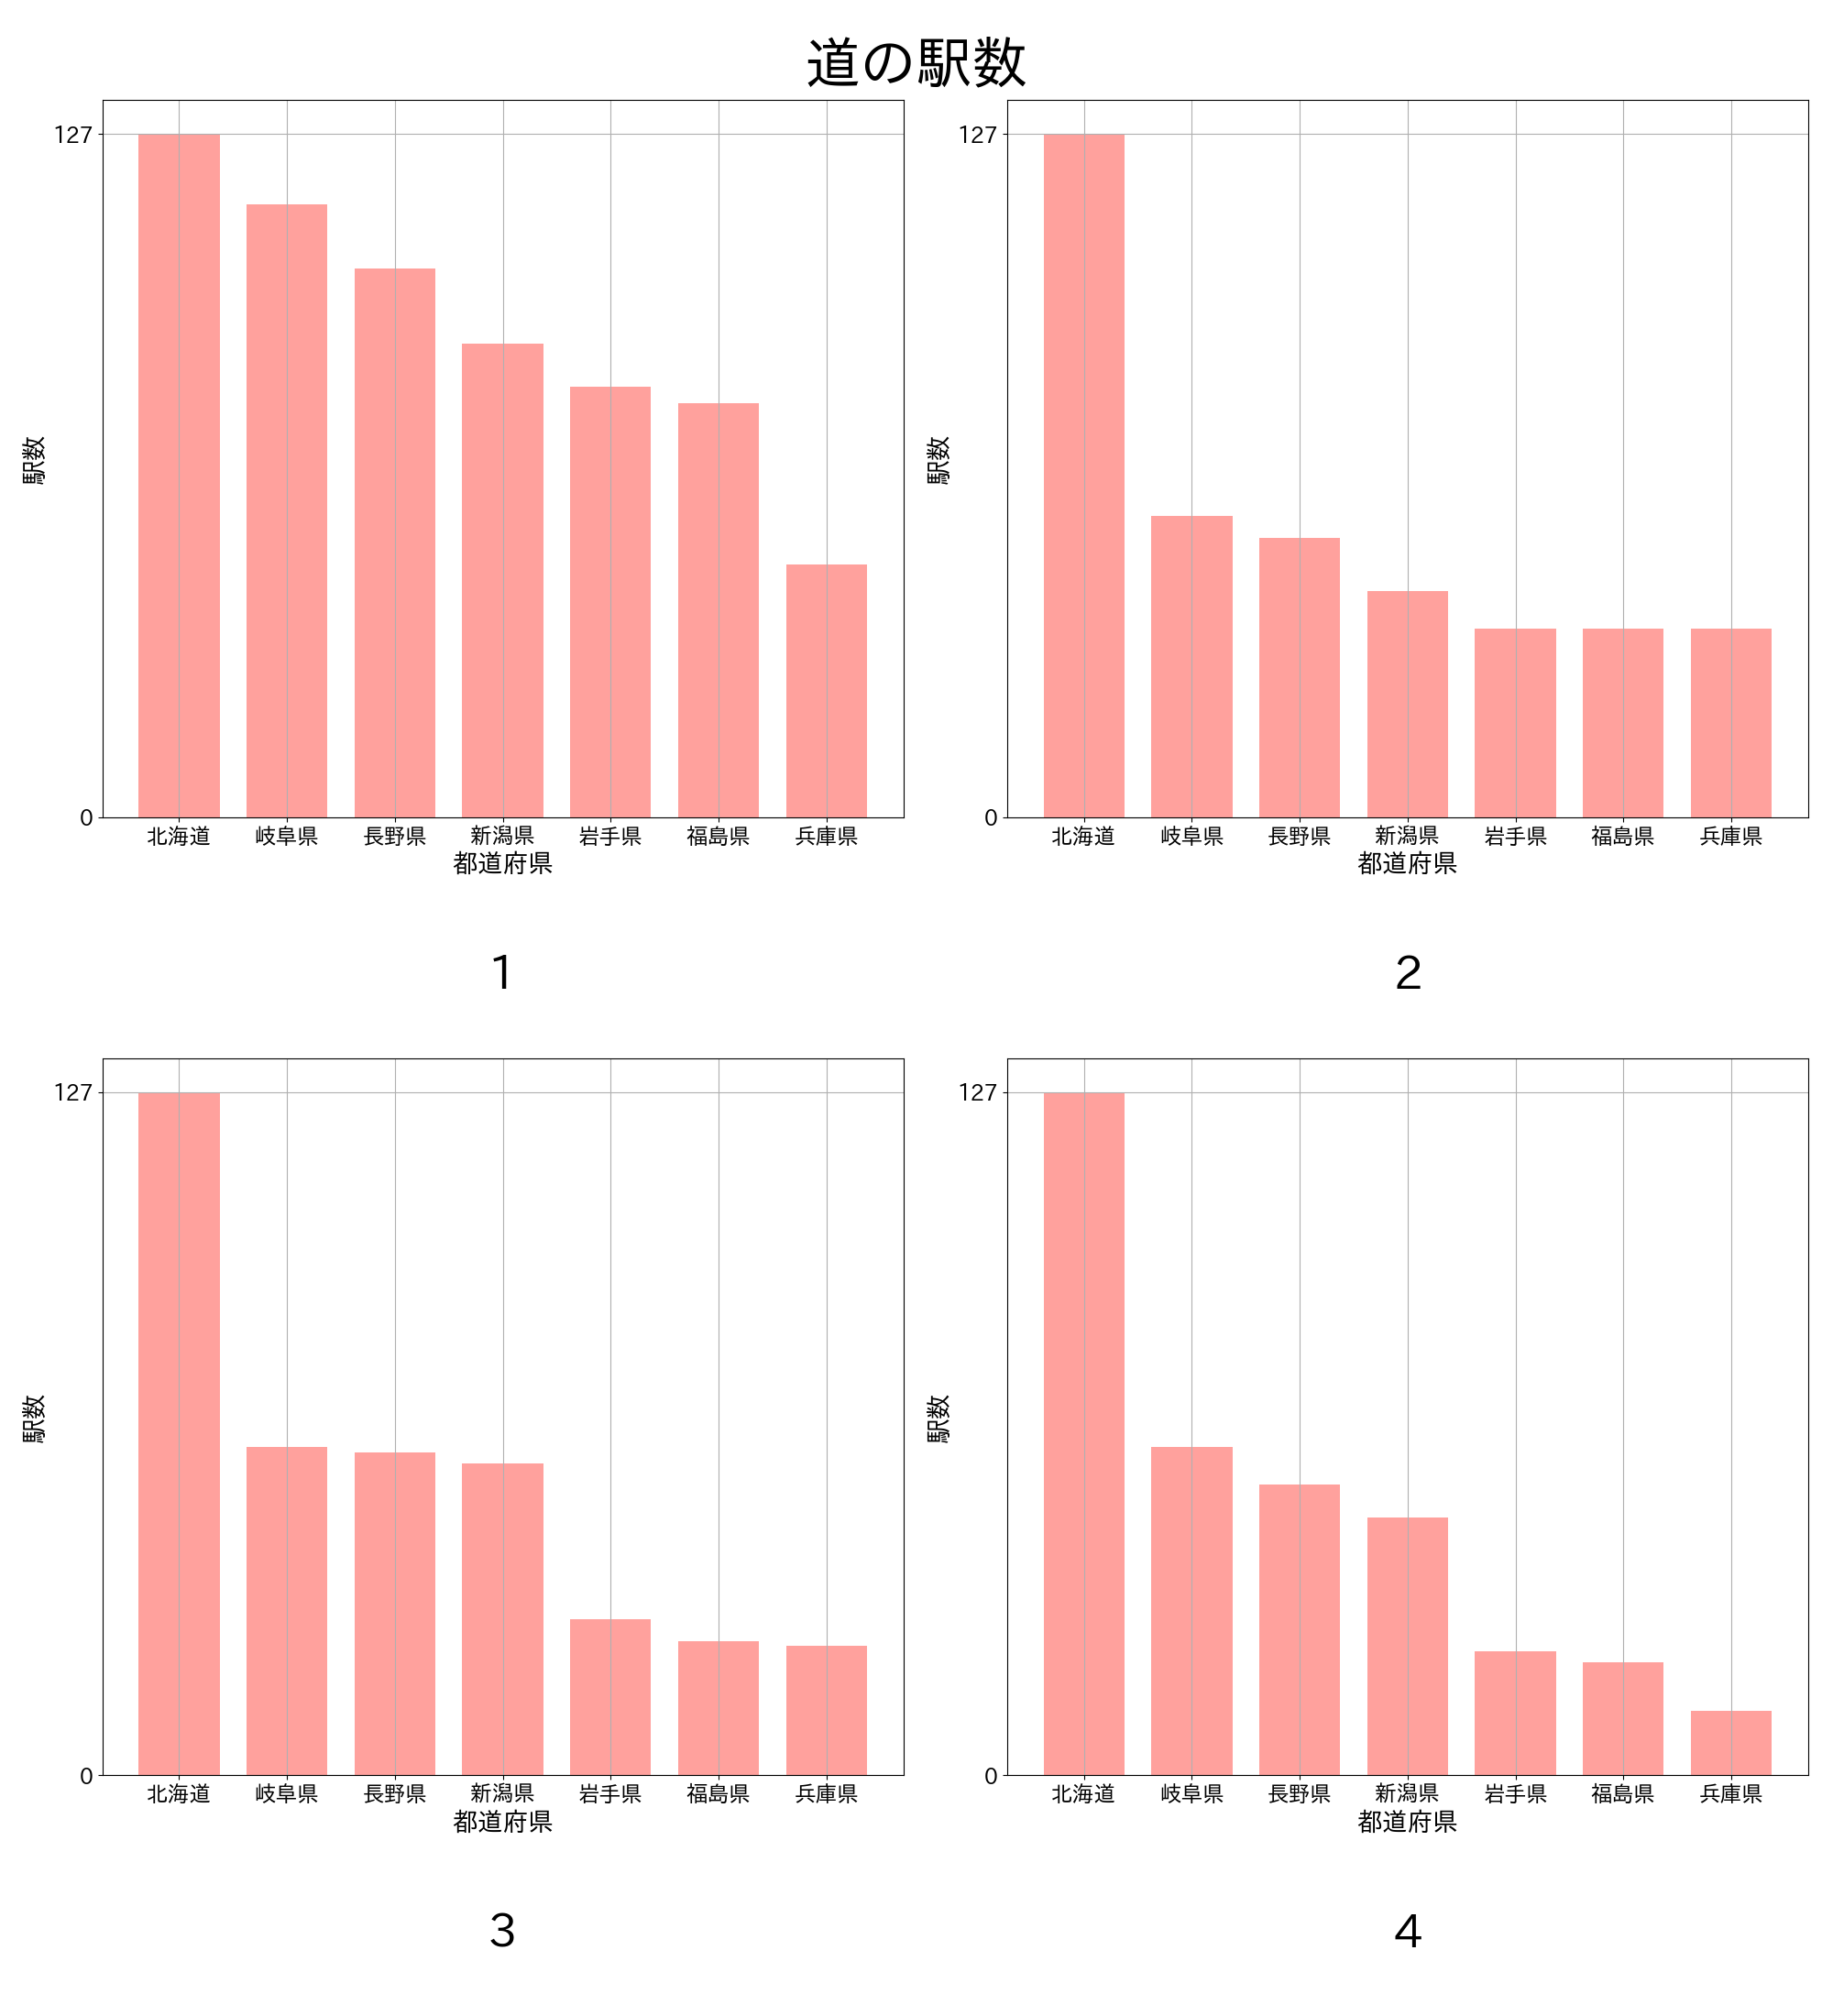 道の駅数
127
0
駅数
北海道 岐阜県 長野県 新潟県 岩手県 福島県 兵庫県
都道府県
1
127
0
駅数
北海道 岐阜県 長野県 新潟県 岩手県 福島県 兵庫県
都道府県
2
127
0
駅数
北海道 岐阜県 長野県 新潟県 岩手県 福島県 兵庫県
都道府県
3
127
0
駅数
北海道 岐阜県 長野県 新潟県 岩手県 福島県 兵庫県
都道府県
4